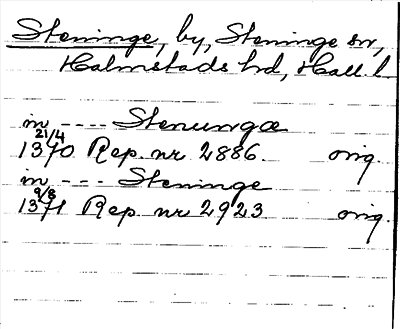 Steninge, by, Steninge sn,
Halmstads hd, Hall. l.
in ---- Stenunga
21/4
1370 Rep. nr 2886. orig.
in --- Steninge
9/8
1371 Rep nr 2923 orig.